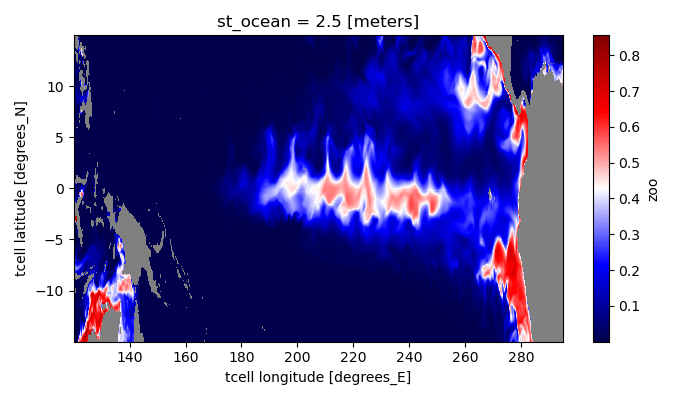 st_ocean = 2.5 [meters]
tcell latitude [degrees_N]
10
5
0
−5
−10
140 160 180 200 220 240 260 280
tcell longitude [degrees_E]
0.8
0.7
0.6
0.5
0.4
0.3
0.2
0.1
zoo